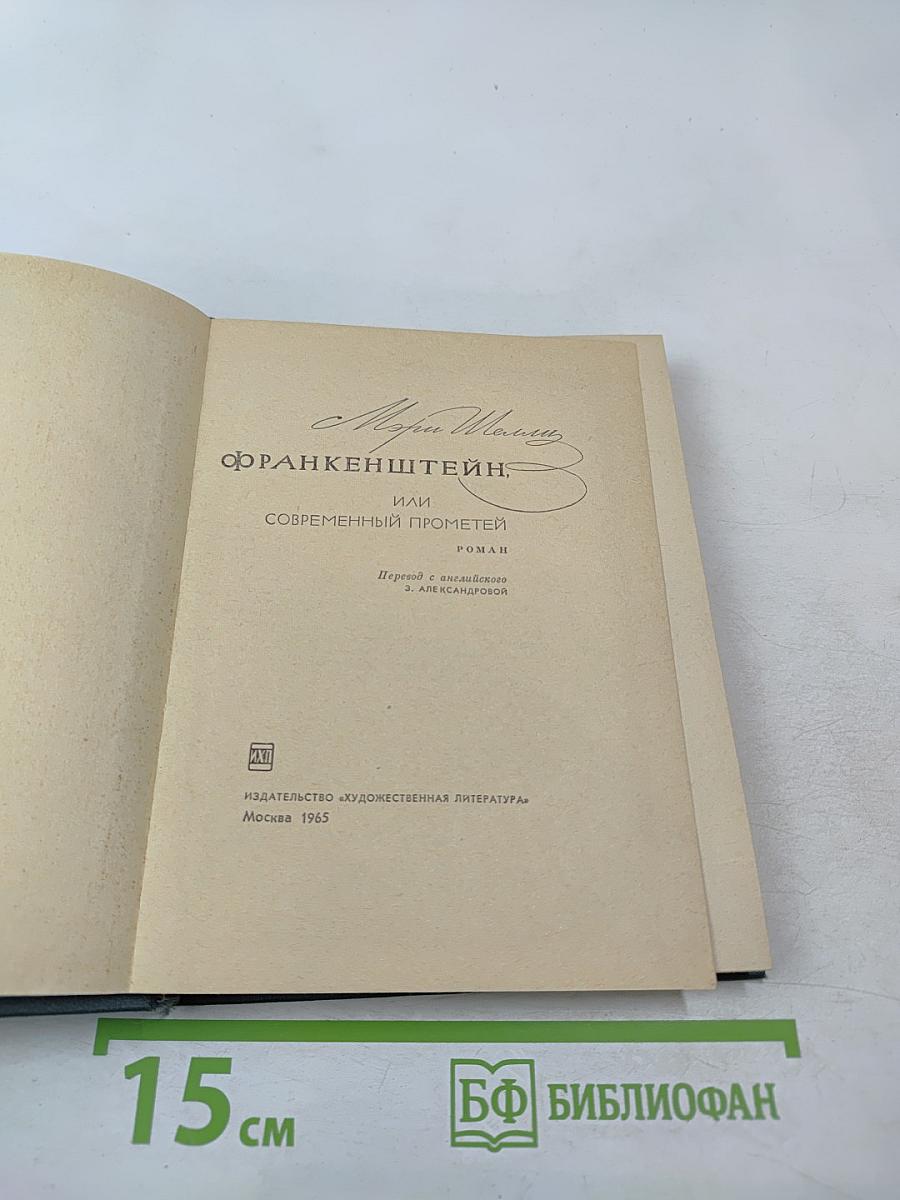 Мэри Шелли
ФРАНКЕНШТЕЙН,
ИЛИ
СОВРЕМЕННЫЙ ПРОМЕТЕЙ
РОМАН
Перевод с английского
З. АЛЕКСАНДРОВОЙ
ИХЛ
ИЗДАТЕЛЬСТВО «ХУДОЖЕСТВЕННАЯ ЛИТЕРАТУРА»
Москва 1965
15 см
БФ БИБЛИОФАН